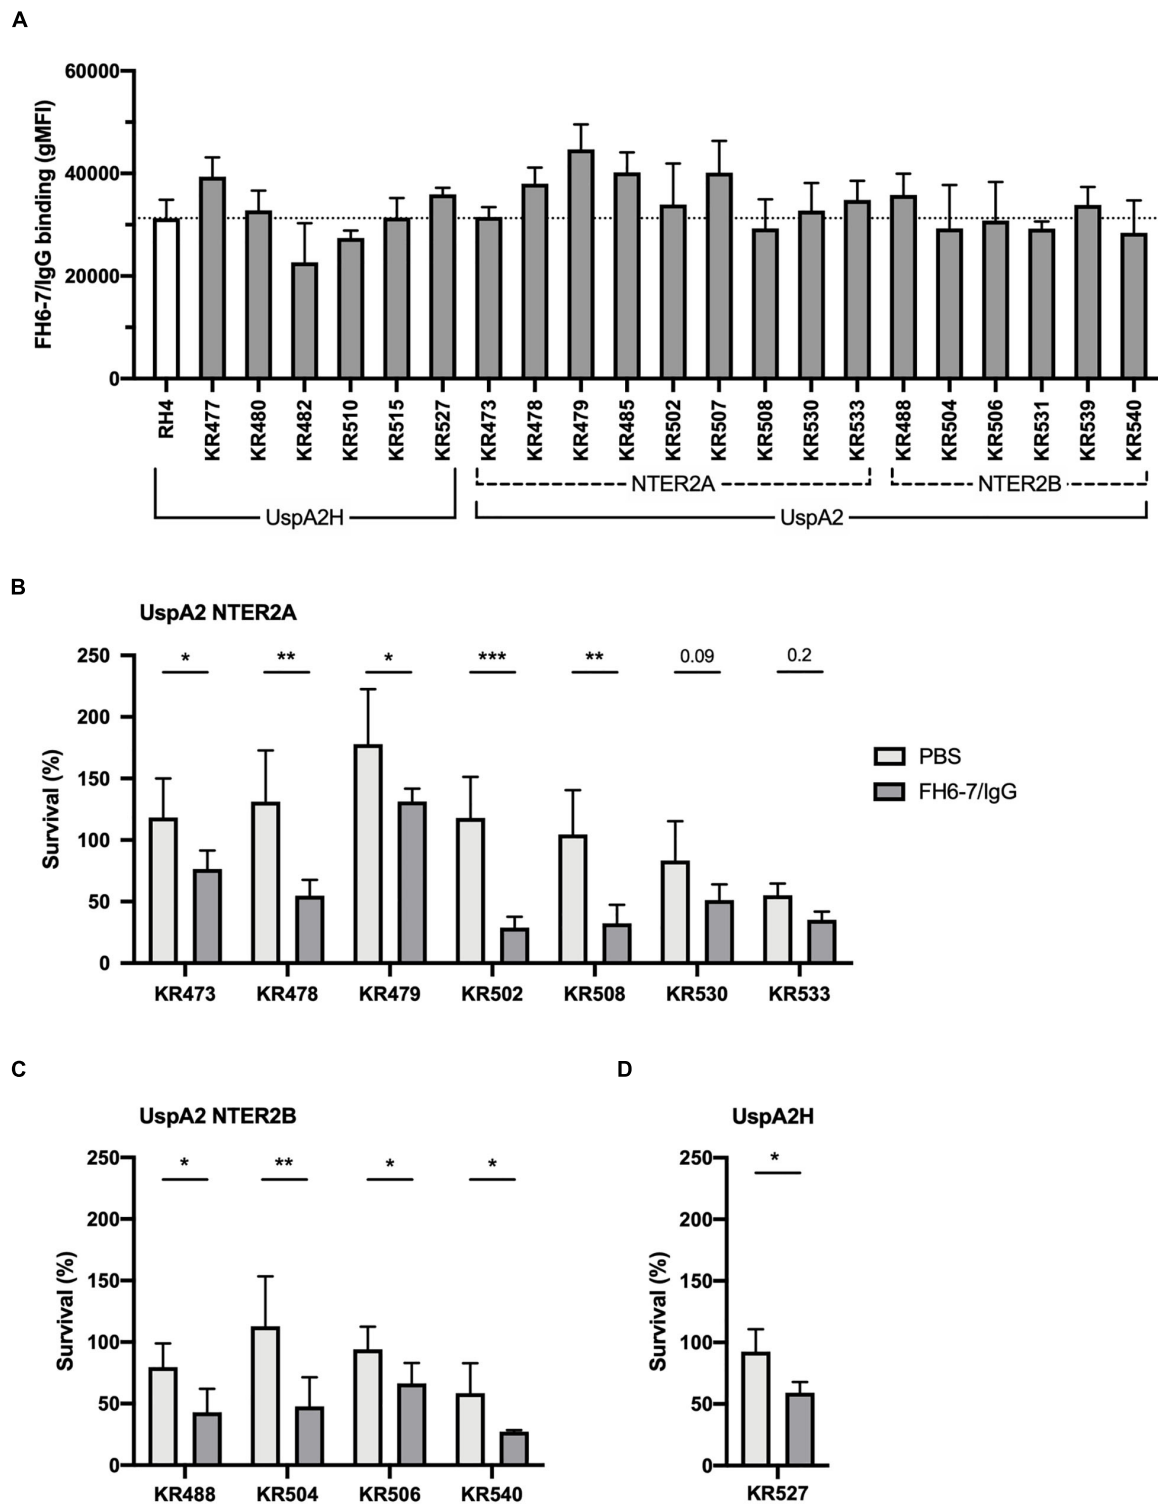 A
FH6-7/IgG binding (gMFI)
60000
40000
20000
0
RH4 KR477 KR480 KR482 KR510 KR515 KR527 KR473 KR478 KR479 KR485 KR502 KR507 KR508 KR530 KR533 KR488 KR504 KR506 KR531 KR539 KR540
NTER2A NTER2B
UspA2H UspA2
B
UspA2 NTER2A
Survival (%)
250
200
150
100
50
0
* ** * *** ** 0.09 0.2
KR473 KR478 KR479 KR502 KR508 KR530 KR533
PBS
FH6-7/IgG
C
UspA2 NTER2B
Survival (%)
250
200
150
100
50
0
* ** * *
KR488 KR504 KR506 KR540
D
UspA2H
Survival (%)
250
200
150
100
50
0
*
KR527